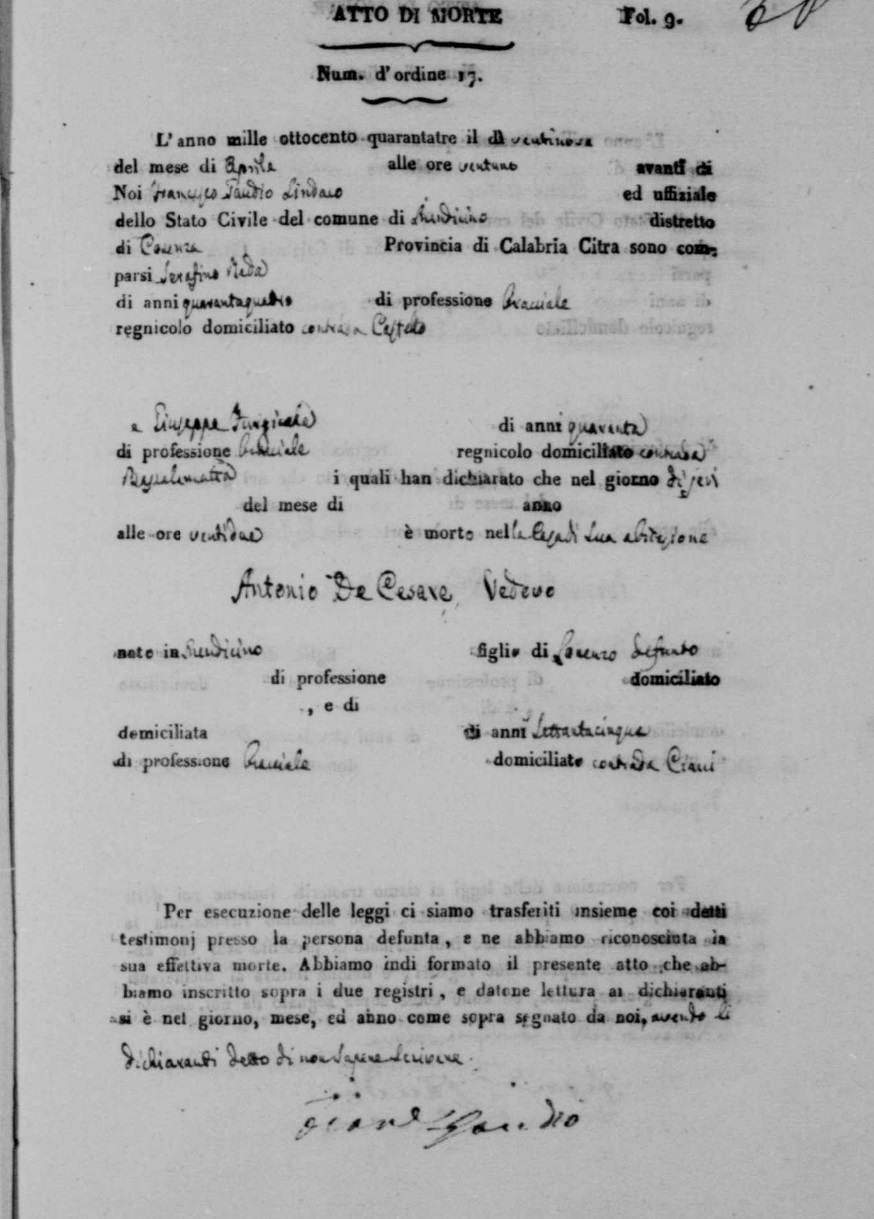 ATTO DI MORTE Fol. 9.
Num. d'ordine 17.
L'anno mille ottocento quarantatre il dì ventinove
del mese di Aprile alle ore ventuno avanti di
Noi Francesco Gaudio Sindaco ed uffiziale
dello Stato Civile del comune di Mendicino distretto
di Cosenza Provincia di Calabria Citra sono com-
parsi Serafino Reda
di anni quarantaquattro di professione Bracciale
regnicolo domiciliato contrada
e Giuseppe di anni quaranta
di professione Bracciale regnicolo domiciliato contrada
i quali han dichiarato che nel giorno di jeri
del mese di anno
alle ore ventidue è morto nella Casa di sua abitazione
Antonio De Cesare Vedovo
nato in Mendicino figlio di Lorenzo defunto
di professione domiciliato
, e di
domiciliata di anni Settantacinque
di professione Bracciale domiciliato contrada Ciani
Per esecuzione delle leggi ci siamo trasferiti insieme coi detti
testimonj presso la persona defunta, e ne abbiamo riconosciuta la
sua effettiva morte. Abbiamo indi formato il presente atto che ab-
biamo inscritto sopra i due registri, e datone lettura ai dichiaranti
si è nel giorno, mese, ed anno come sopra segnato da noi, avendo li
dichiaranti detto di non sapere scrivere.
Gaudio